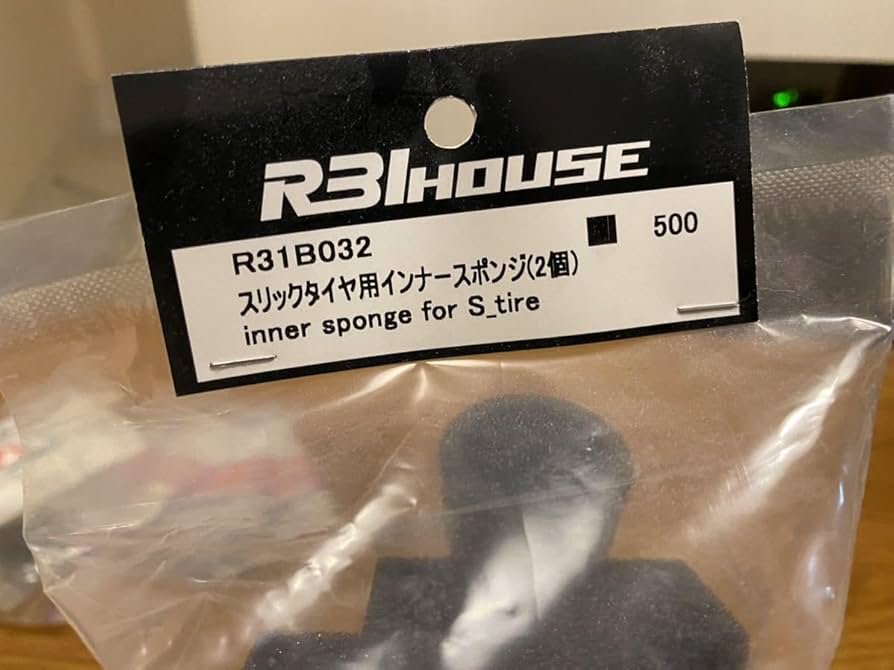 R31HOUSE
R31B032
500
スリックタイヤ用インナースポンジ(2個)
inner sponge for S_tire